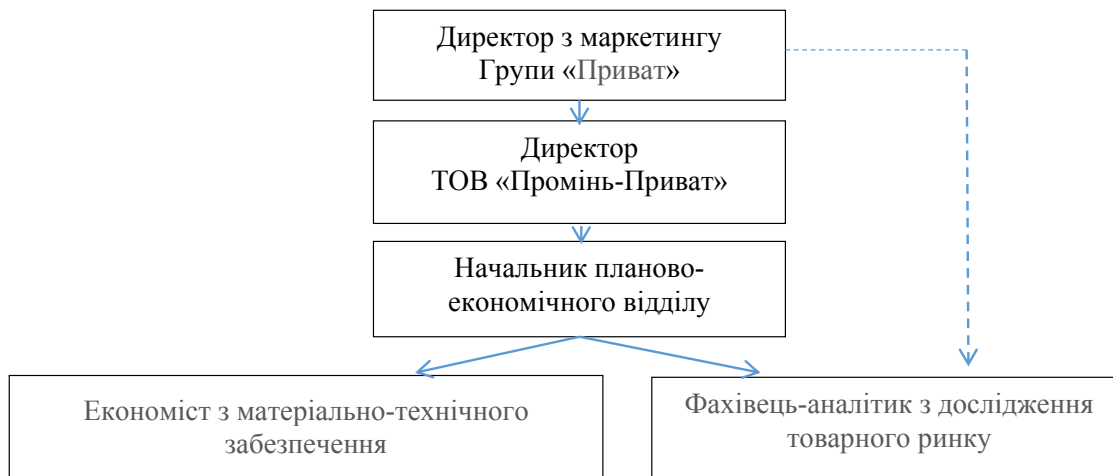 Директор з маркетингу
Групи «Приват»
Директор
ТОВ «Промінь-Приват»
Начальник планово-
економічного відділу
Економіст з матеріально-технічного
забезпечення
Фахівець-аналітик з дослідження
товарного ринку